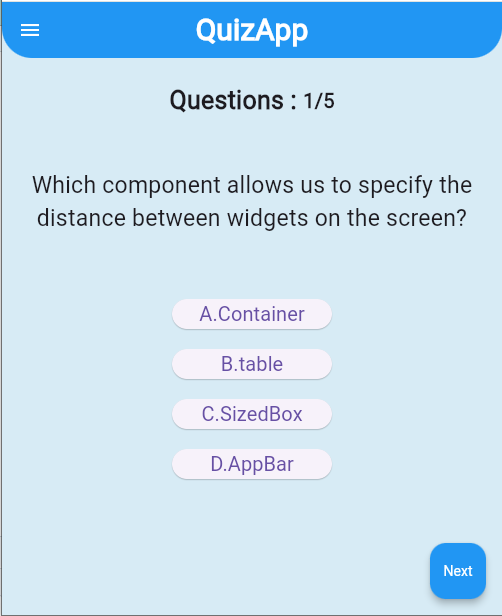 QuizApp
Questions : 1/5
Which component allows us to specify the
distance between widgets on the screen?
A.Container
B.table
C.SizedBox
D.AppBar
Next